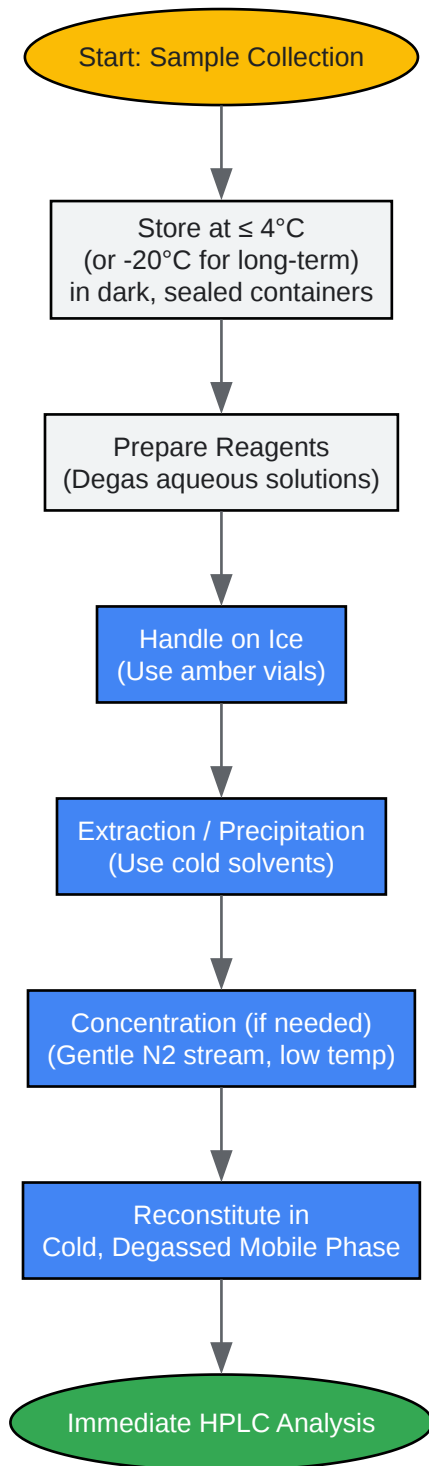 Start: Sample Collection
Store at ≤ 4°C
(or -20°C for long-term)
in dark, sealed containers
Prepare Reagents
(Degas aqueous solutions)
Handle on Ice
(Use amber vials)
Extraction / Precipitation
(Use cold solvents)
Concentration (if needed)
(Gentle N2 stream, low temp)
Reconstitute in
Cold, Degassed Mobile Phase
Immediate HPLC Analysis